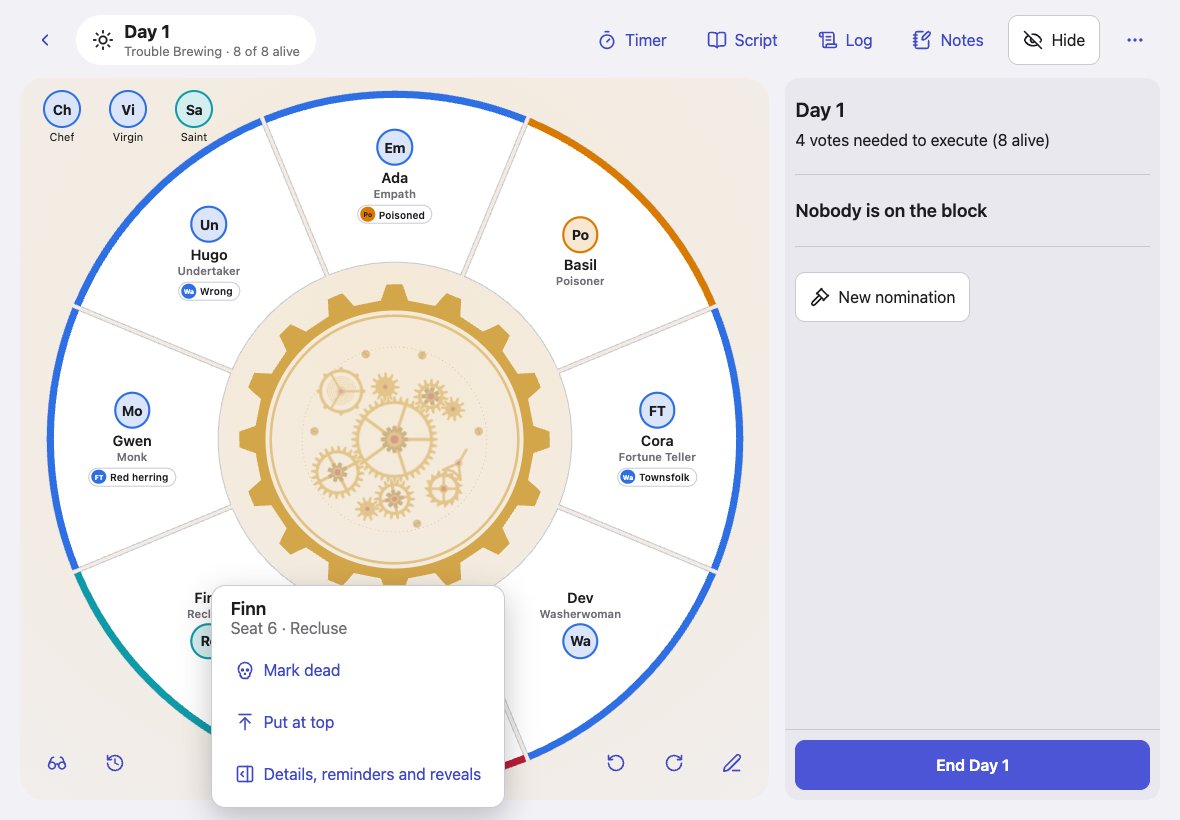 Day 1
Trouble Brewing · 8 of 8 alive
Timer
Script
Log
Notes
Hide
Ch
Chef
Vi
Virgin
Sa
Saint
Em
Ada
Empath
Po Poisoned
Un
Hugo
Undertaker
Wa Wrong
Po
Basil
Poisoner
Mo
Gwen
Monk
FT Red herring
FT
Cora
Fortune Teller
Wa Townsfolk
Dev
Washerwoman
Wa
Finn
Seat 6 · Recluse
Mark dead
Put at top
Details, reminders and reveals
Day 1
4 votes needed to execute (8 alive)
Nobody is on the block
New nomination
End Day 1